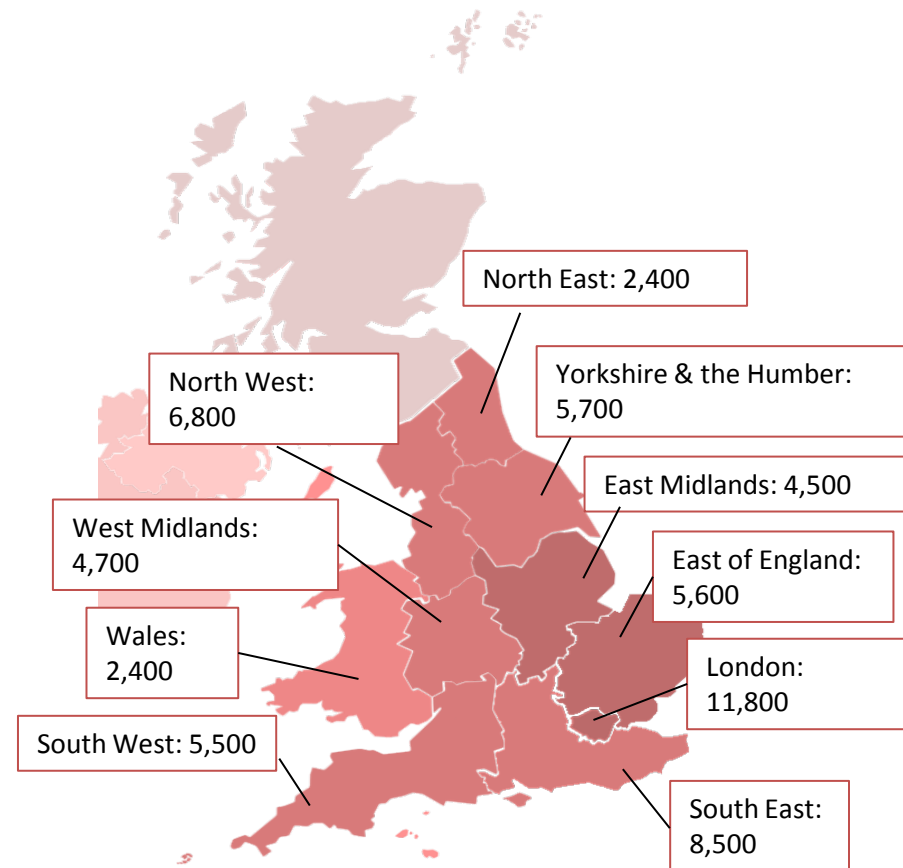 North East: 2,400
Yorkshire & the Humber:
5,700
North West:
6,800
East Midlands: 4,500
West Midlands:
4,700
East of England:
5,600
Wales:
2,400
London:
11,800
South West: 5,500
South East:
8,500